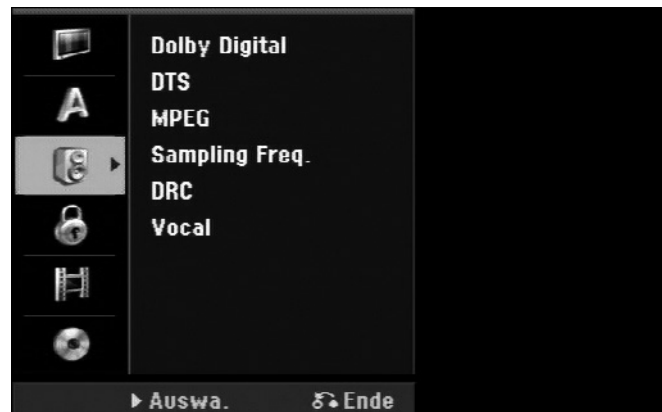 Dolby Digital
DTS
MPEG
Sampling Freq.
DRC
Vocal
A
Auswa.
Ende